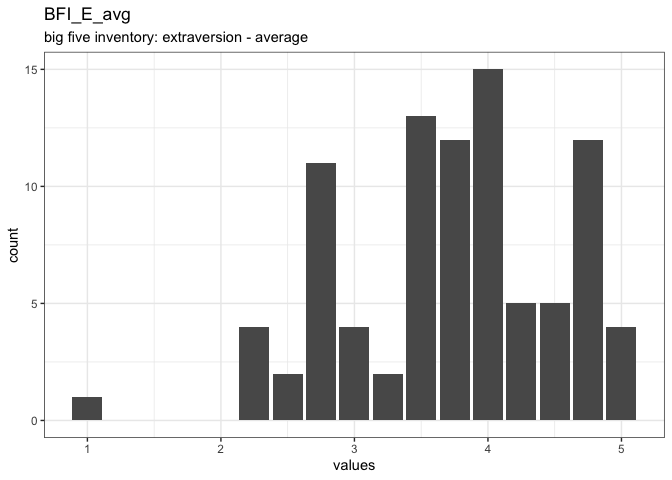 BFI_E_avg
big five inventory: extraversion - average
15
10
5
0
count
1 2 3 4 5
values